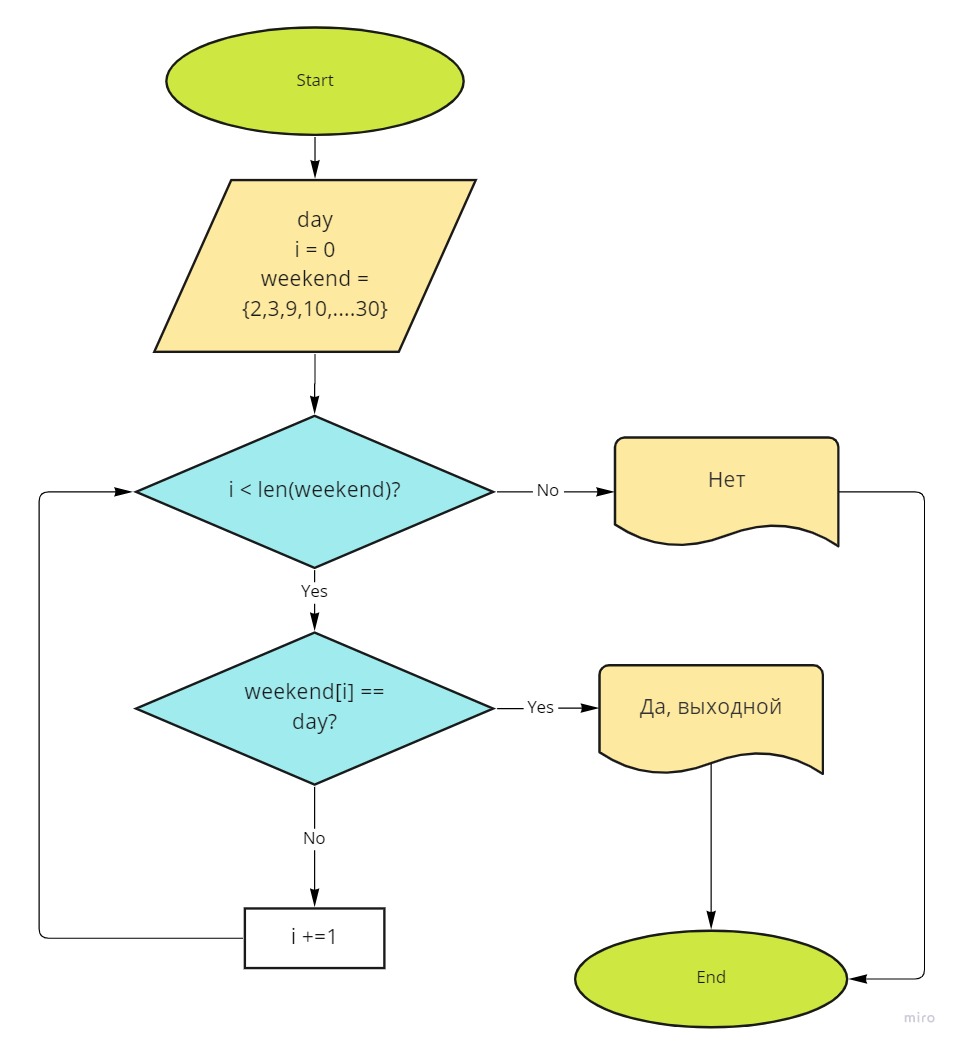 Start
day
i = 0
weekend =
{2,3,9,10,....30}
i < len(weekend)?
No
Нет
Yes
weekend[i] ==
day?
Yes
Да, выходной
No
i +=1
End
miro